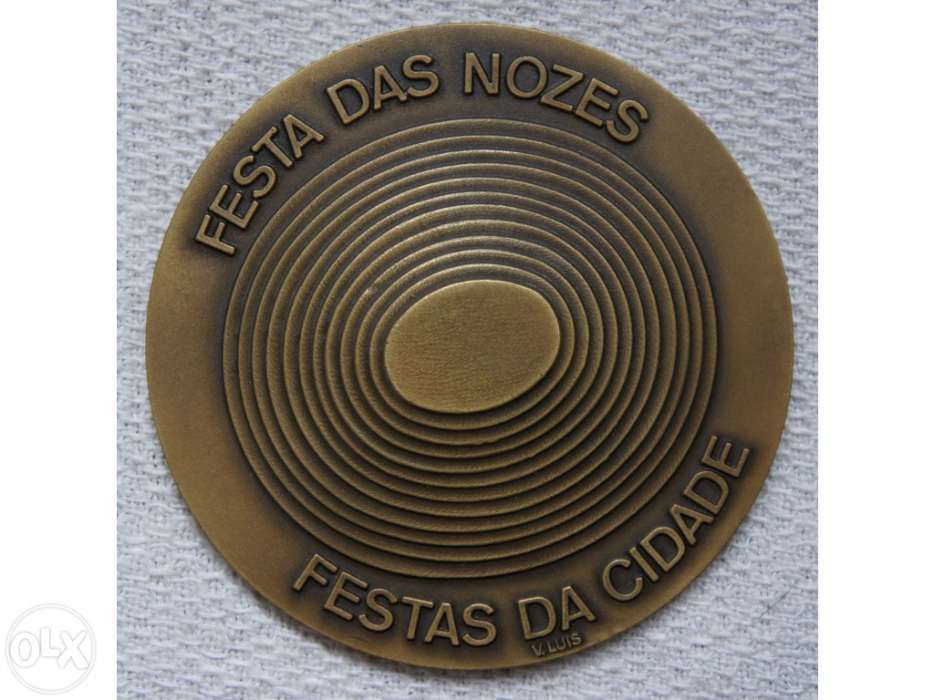 FESTA DAS NOZES
FESTAS DA CIDADE
V. LUIS
OLX